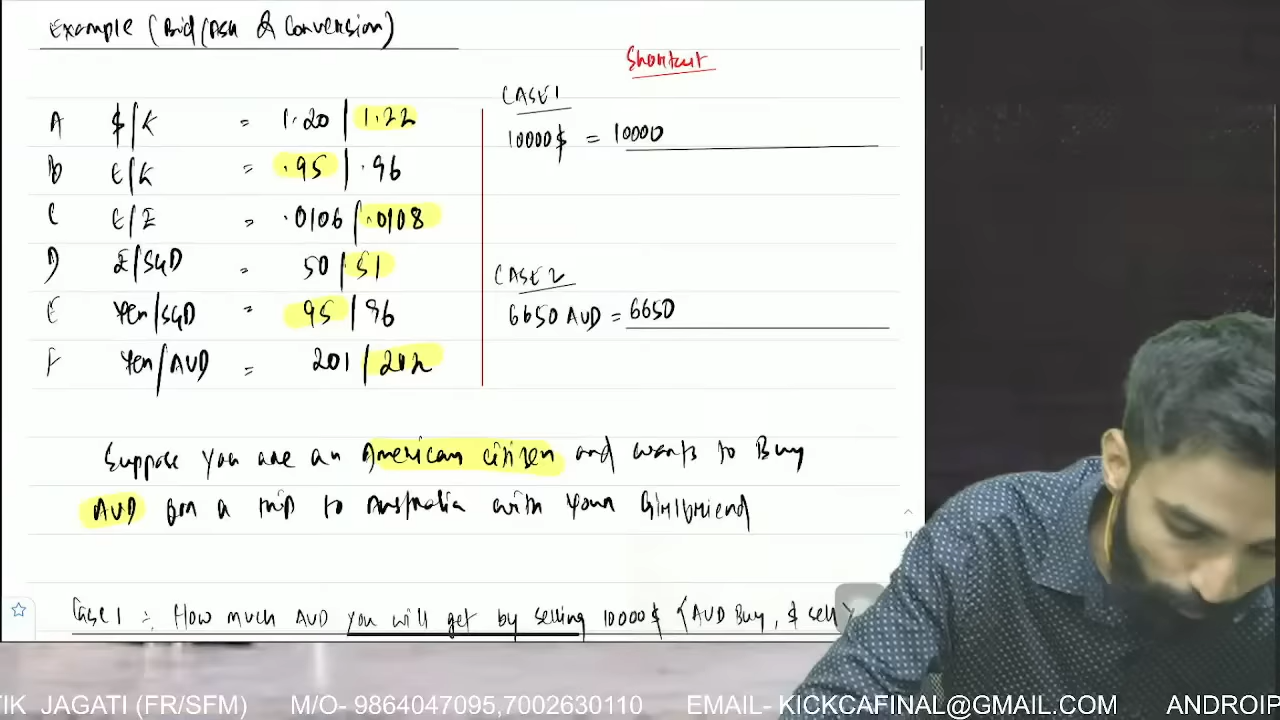 Example (Bid/Ask & Conversion)
Shortcut
CASE 1
10000$ = 10000
A $/K = 1.20 | 1.22
B €/K = .95 | .96
C €/ = .0106 | .0108
D /SGD = 50 | 51
E Yen/SGD = 95 | 96
F Yen/AUD = 201 | 202
CASE 2
6650 AUD = 6650
Suppose you are an American citizen and wants to Buy
AUD for a trip to Australia with your Girlfriend
11
Case 1 :- How much AUD you will get by selling 10000$ {AUD Buy, $ sell
TIK JAGATI (FR/SFM) M/O- 9864047095,7002630110 EMAIL- KICKCAFINAL@GMAIL.COM ANDROIP